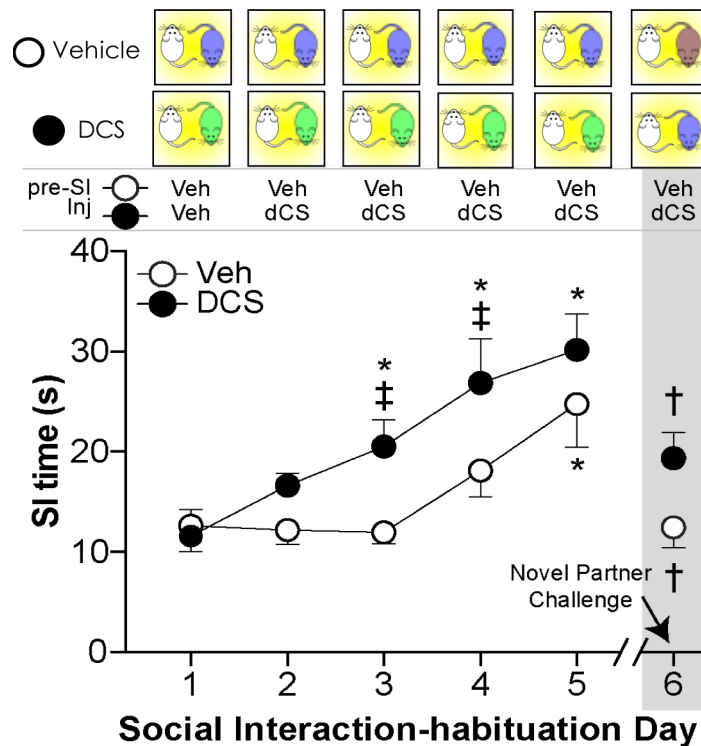 Vehicle
DCS
pre-SI Veh Veh Veh Veh Veh Veh
Inj Veh dCS dCS dCS dCS dCS
40
30
20
10
0
SI time (s)
Veh
DCS
*
‡
*
‡
*
*
†
†
Novel Partner
Challenge
1 2 3 4 5 6
Social Interaction-habituation Day